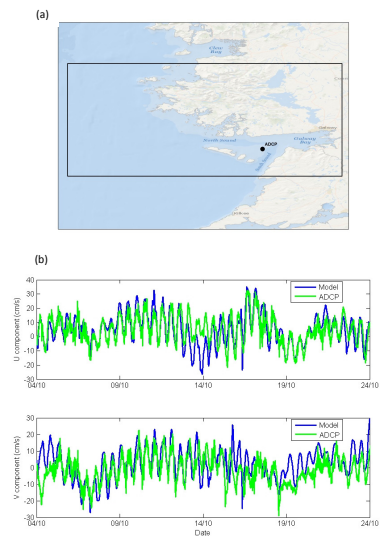 (a)
Clew
Bay
Galway
North Sound
ADCP
Galway
Bay
South Sound
(b)
40
30
20
10
0
-10
-20
-30
U component (cm/s)
Model
ADCP
04/10
09/10
14/10
19/10
24/10
30
20
10
0
-10
-20
-30
V component (cm/s)
Model
ADCP
04/10
09/10
14/10
19/10
24/10
Date